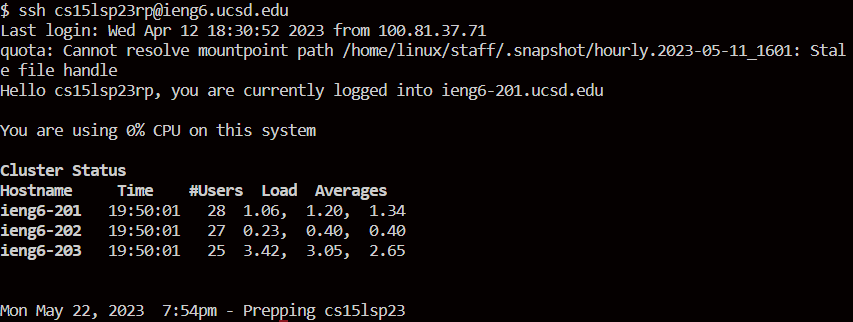 $ ssh cs15lsp23rp@ieng6.ucsd.edu
Last login: Wed Apr 12 18:30:52 2023 from 100.81.37.71
quota: Cannot resolve mountpoint path /home/linux/staff/.snapshot/hourly.2023-05-11_1601: Stal
e file handle
Hello cs15lsp23rp, you are currently logged into ieng6-201.ucsd.edu
You are using 0% CPU on this system
Cluster Status
Hostname     Time    #Users  Load  Averages
ieng6-201   19:50:01   28  1.06,  1.20,  1.34
ieng6-202   19:50:01   27  0.23,  0.40,  0.40
ieng6-203   19:50:01   25  3.42,  3.05,  2.65
Mon May 22, 2023  7:54pm - Prepping cs15lsp23